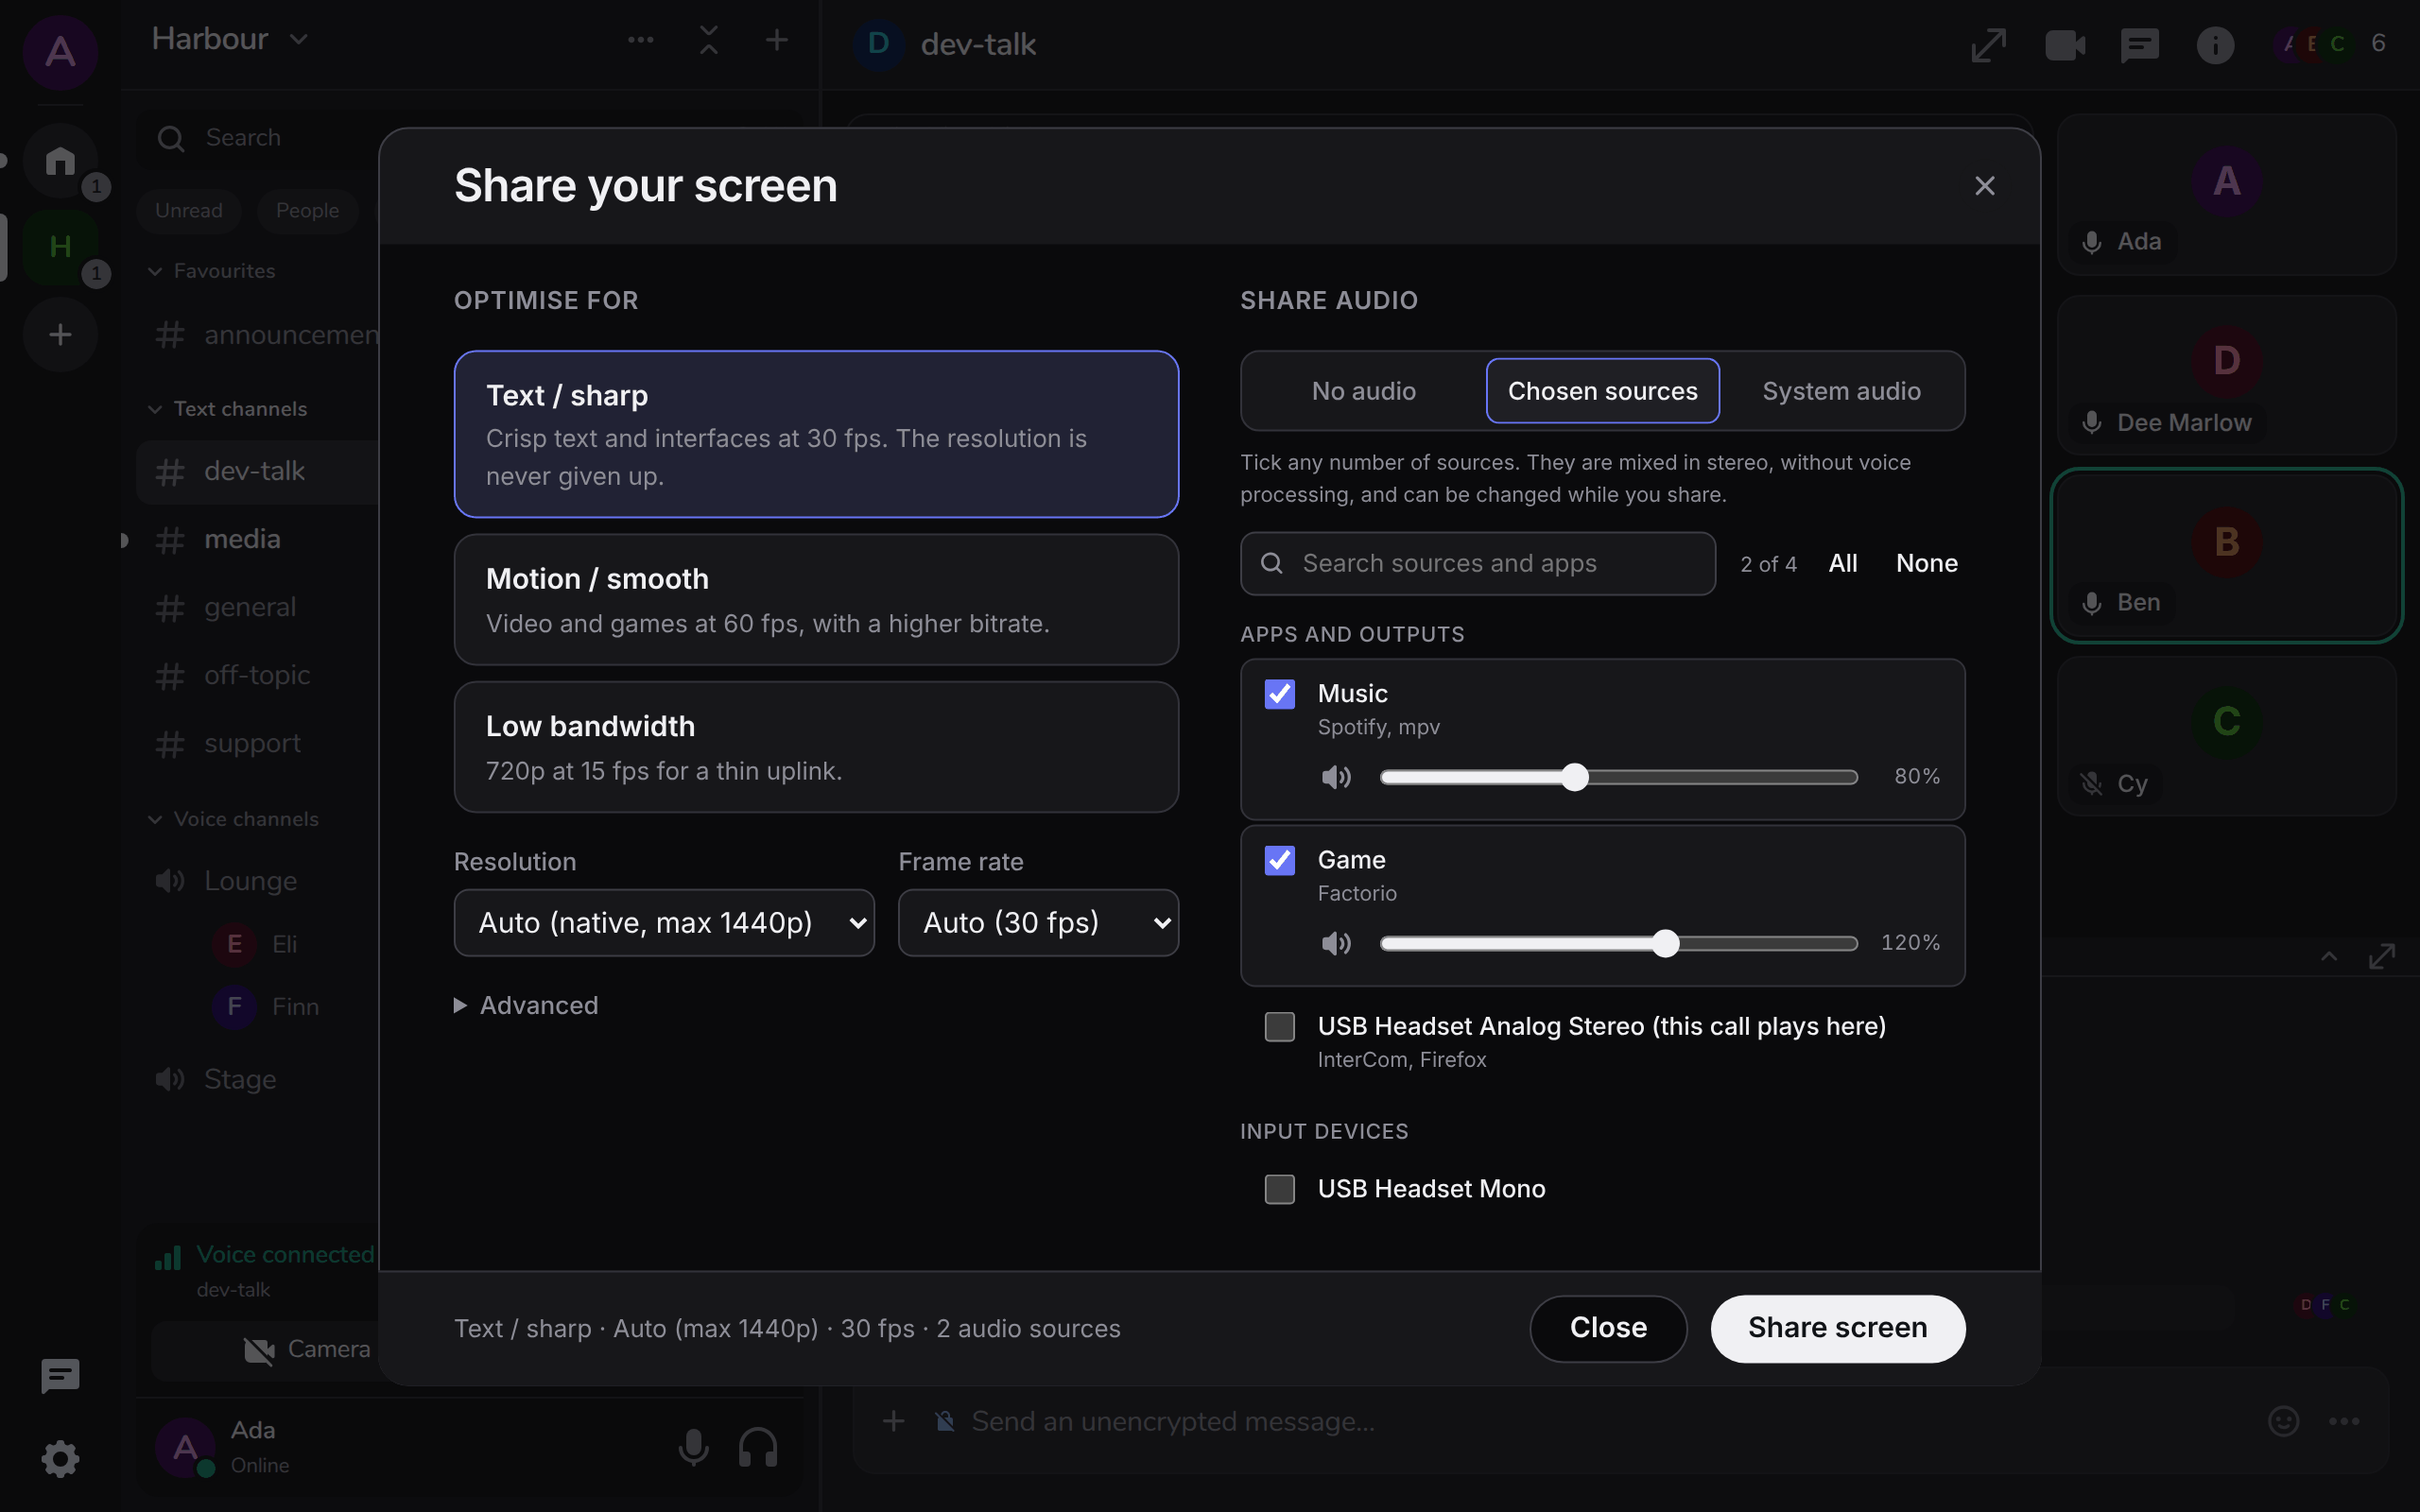 A
Harbour
D
dev-talk
A
E
C
6
Search
1
Unread
People
H
1
Favourites
announcemen
Text channels
dev-talk
media
general
off-topic
support
Voice channels
Lounge
E
Eli
F
Finn
Stage
Voice connected
dev-talk
Camera
A
Ada
Online
Share your screen
OPTIMISE FOR
Text / sharp
Crisp text and interfaces at 30 fps. The resolution is
never given up.
Motion / smooth
Video and games at 60 fps, with a higher bitrate.
Low bandwidth
720p at 15 fps for a thin uplink.
Resolution
Frame rate
Auto (native, max 1440p)
Auto (30 fps)
Advanced
SHARE AUDIO
No audio
Chosen sources
System audio
Tick any number of sources. They are mixed in stereo, without voice
processing, and can be changed while you share.
Search sources and apps
2 of 4
All
None
APPS AND OUTPUTS
Music
Spotify, mpv
80%
Game
Factorio
120%
USB Headset Analog Stereo (this call plays here)
InterCom, Firefox
INPUT DEVICES
USB Headset Mono
Text / sharp · Auto (max 1440p) · 30 fps · 2 audio sources
Close
Share screen
A
Ada
D
Dee Marlow
B
Ben
C
Cy
D
F
C
Send an unencrypted message...